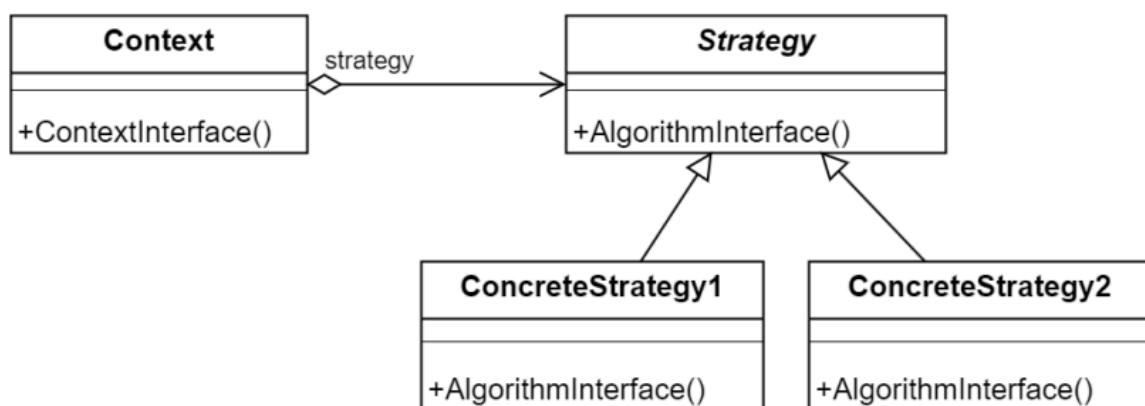 Context
Strategy
strategy
+ContextInterface()
+AlgorithmInterface()
ConcreteStrategy1
ConcreteStrategy2
+AlgorithmInterface()
+AlgorithmInterface()